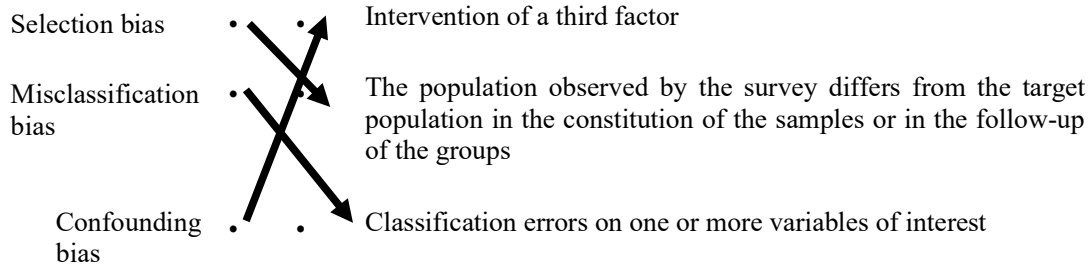 Selection bias
Intervention of a third factor
Misclassification
bias
The population observed by the survey differs from the target
population in the constitution of the samples or in the follow-up
of the groups
Confounding
bias
Classification errors on one or more variables of interest